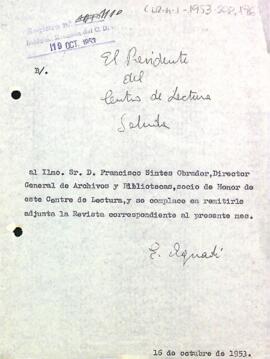 19 OCT. 1953
B/.
El Presidente
del
Centro de Lectura
Saluda
al Ilmo. Sr. D. Francisco Sintes Obrador, Director
General de Archivos y Bibliotecas, socio de Honor de
este Centro de Lectura, y se complace en remitirle
adjunta la Revista correspondiente al presente mes.
E. Aguadé
16 de octubre de 1953.